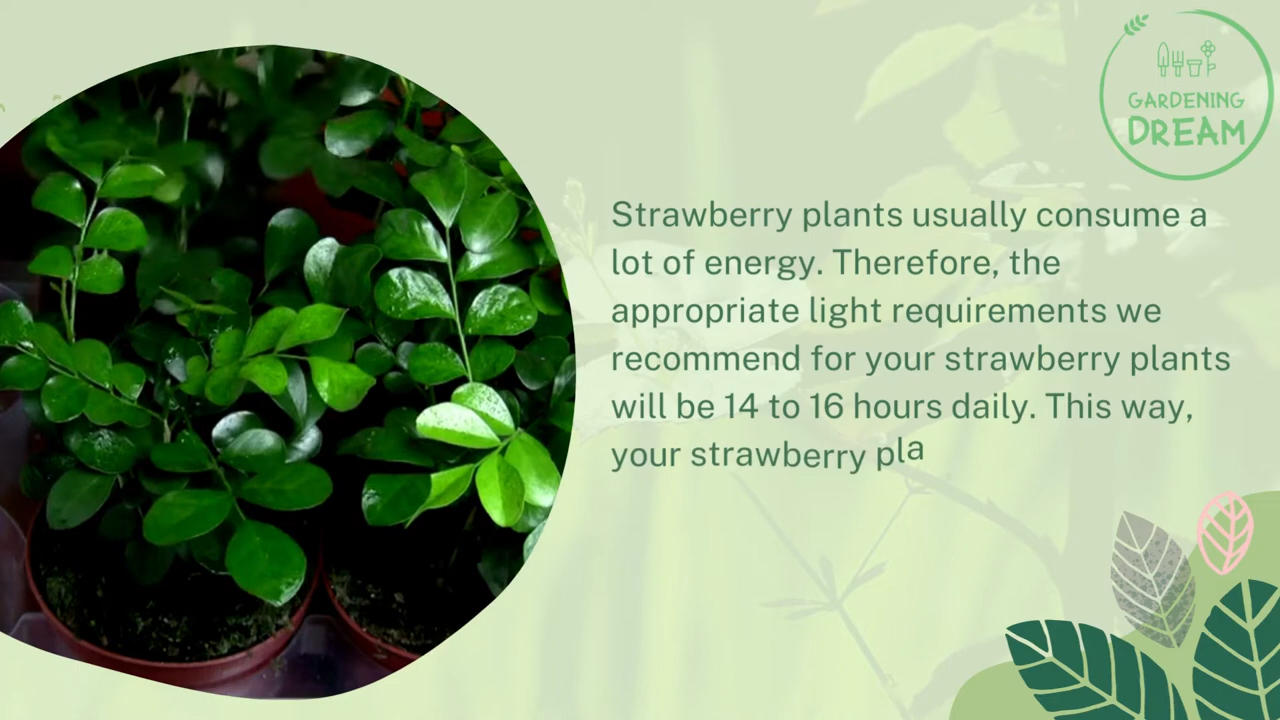 GARDENING
DREAM
Strawberry plants usually consume a
lot of energy. Therefore, the
appropriate light requirements we
recommend for your strawberry plants
will be 14 to 16 hours daily. This way,
your strawberry pla